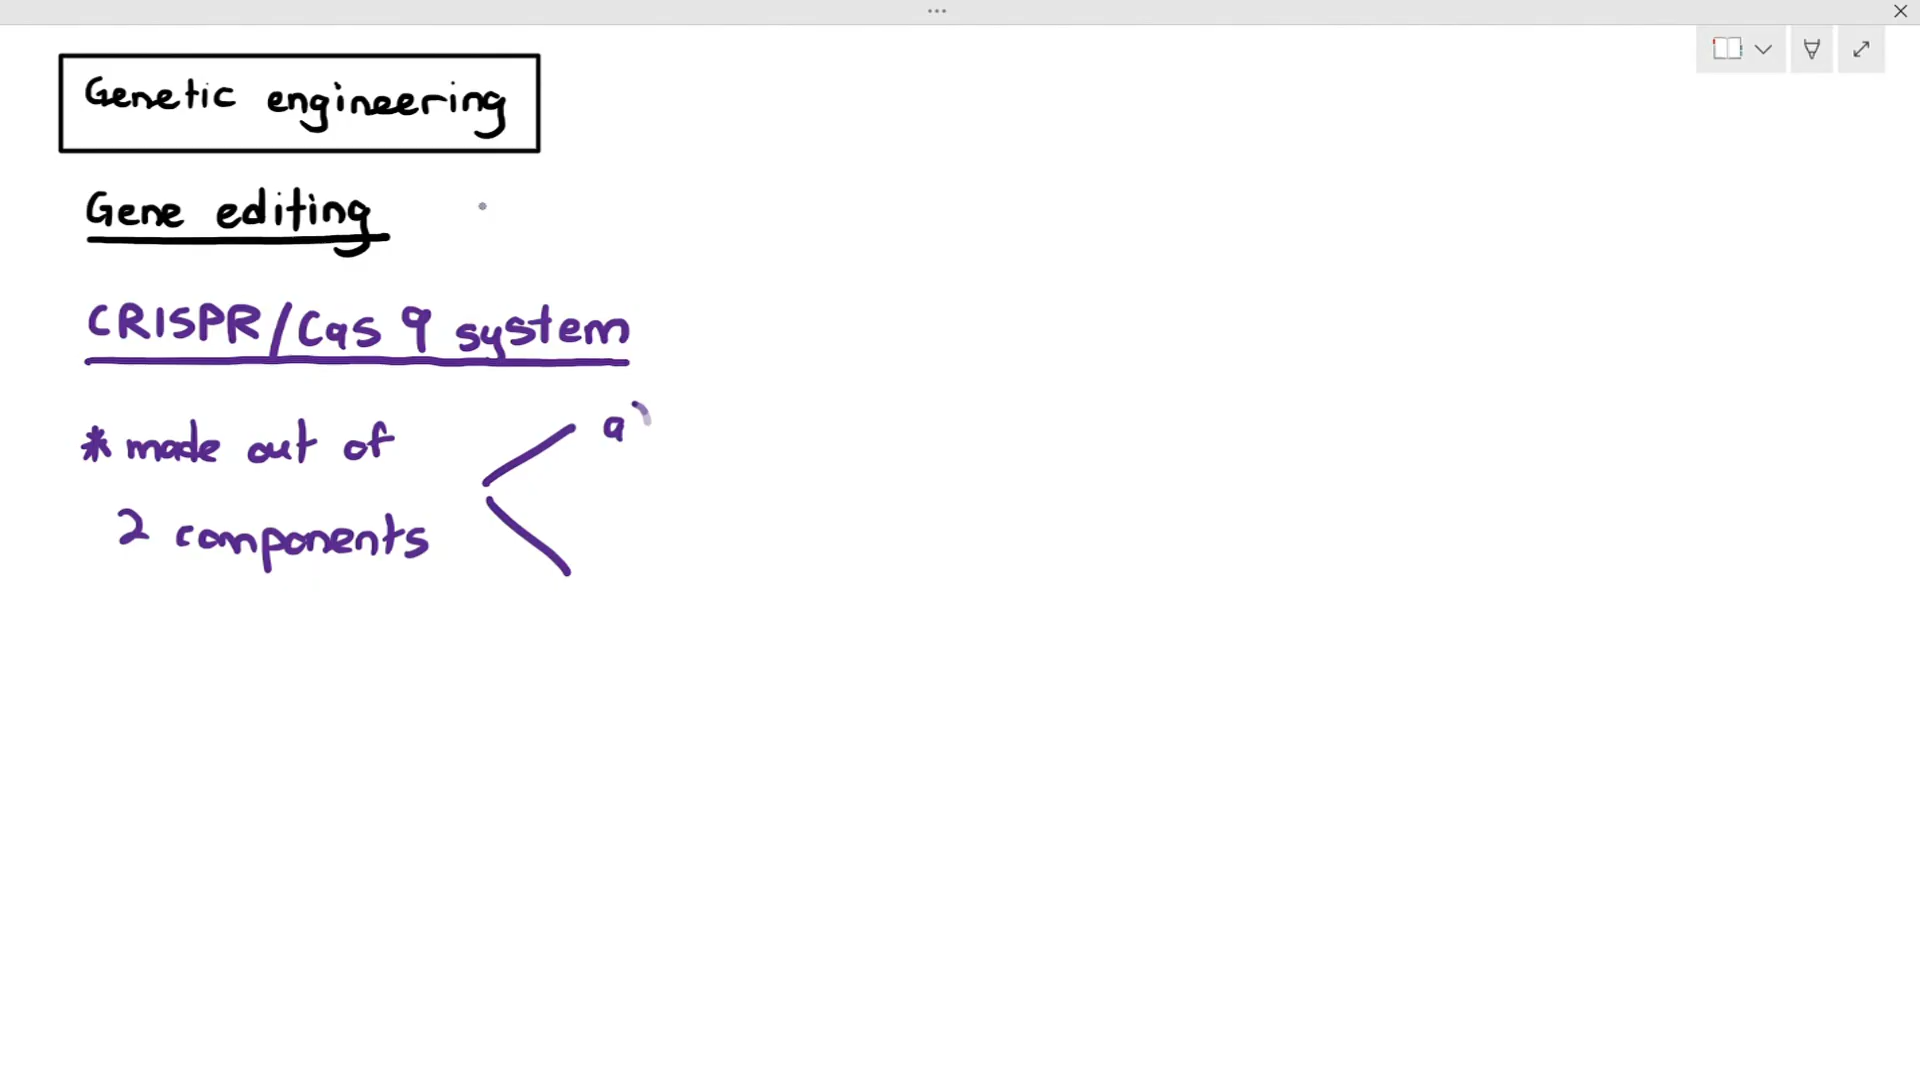 Genetic engineering
Gene editing
CRISPR/Cas 9 system
* made out of
2 components
a)